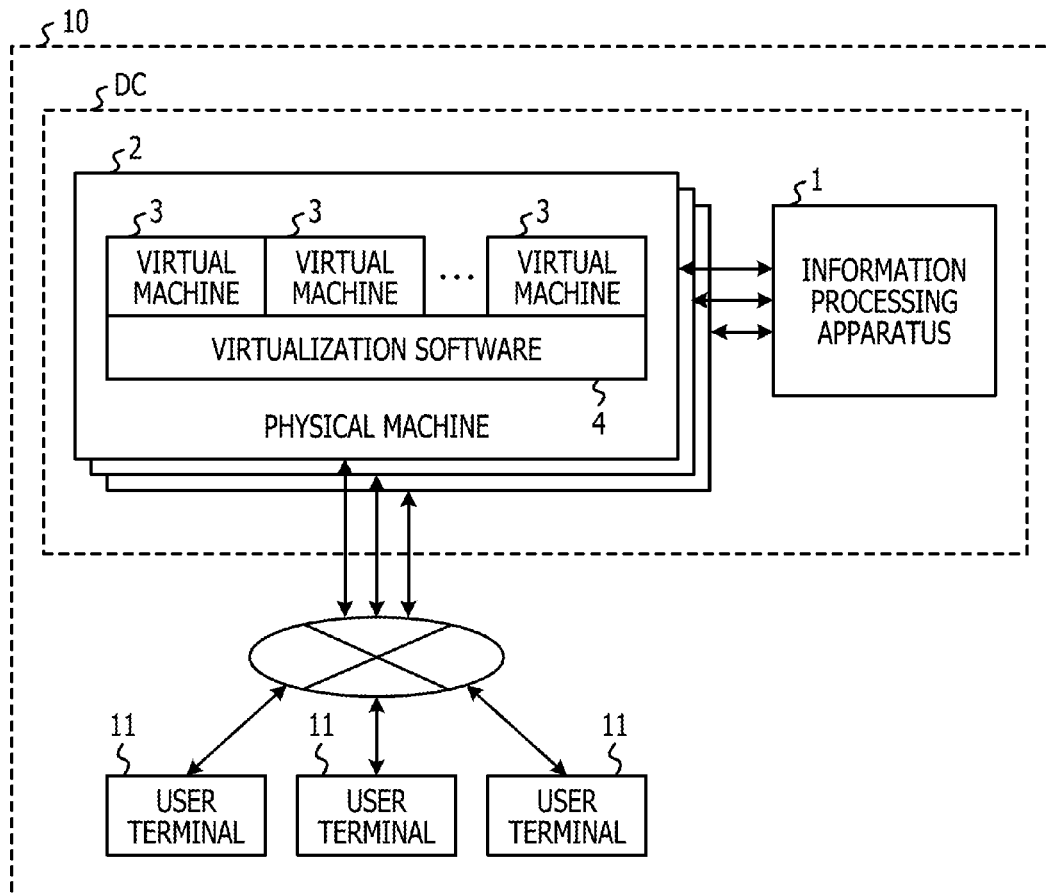 10
DC
2
1
3
3
3
VIRTUAL
MACHINE
VIRTUAL
MACHINE
...
VIRTUAL
MACHINE
INFORMATION
PROCESSING
APPARATUS
VIRTUALIZATION SOFTWARE
PHYSICAL MACHINE
4
11
11
11
USER
TERMINAL
USER
TERMINAL
USER
TERMINAL